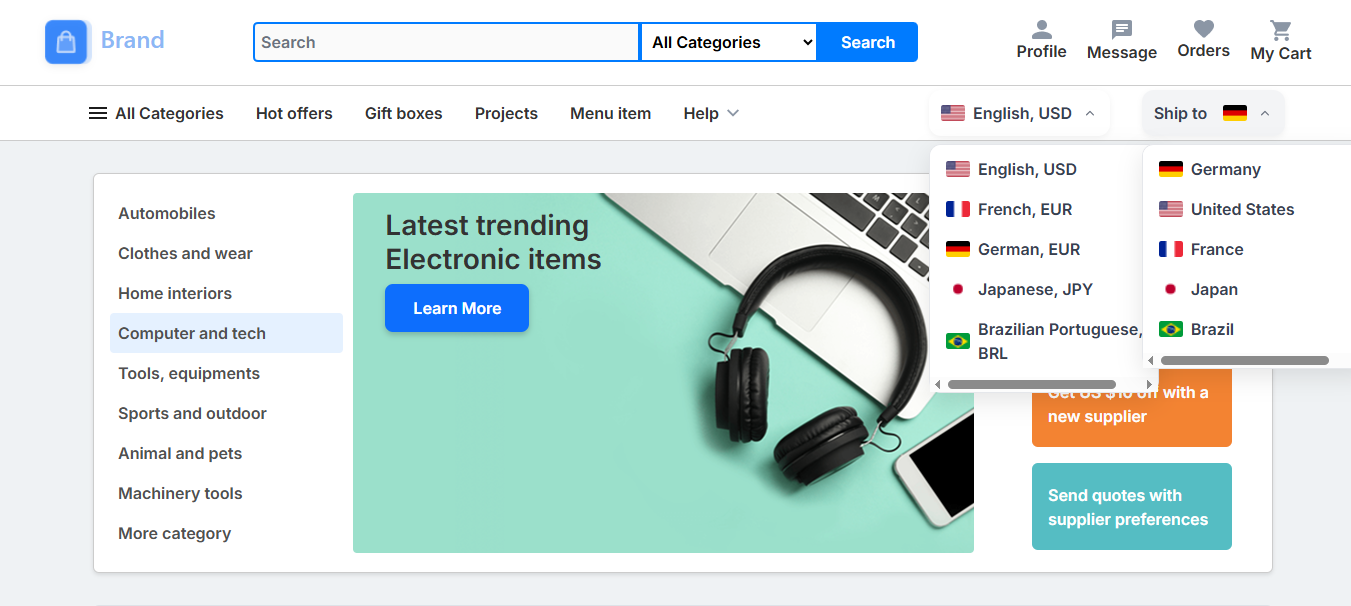 Brand
Search
All Categories
Search
Profile
Message
Orders
My Cart
All Categories
Hot offers
Gift boxes
Projects
Menu item
Help
English, USD
Ship to
Automobiles
Clothes and wear
Home interiors
Computer and tech
Tools, equipments
Sports and outdoor
Animal and pets
Machinery tools
More category
Latest trending
Electronic items
Learn More
English, USD
French, EUR
German, EUR
Japanese, JPY
Brazilian Portuguese,
BRL
Germany
United States
France
Japan
Brazil
Get US $10 off with a
new supplier
Send quotes with
supplier preferences